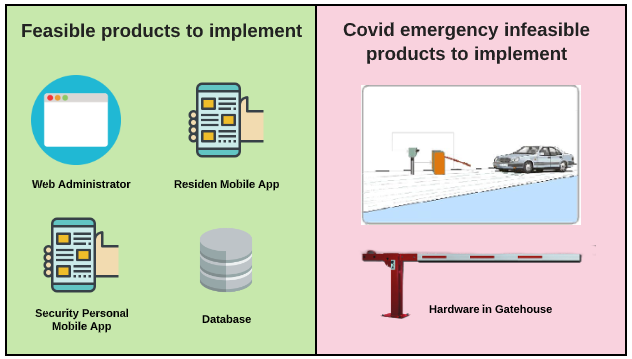 Feasible products to implement
Web Administrator
Residen Mobile App
Security Personal
Mobile App
Database
Covid emergency infeasible
products to implement
Hardware in Gatehouse